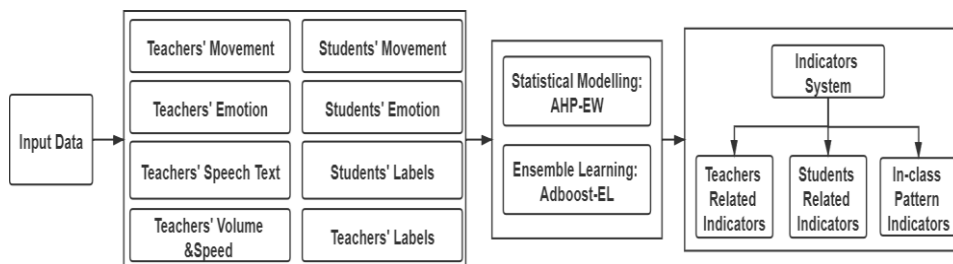 Input Data
Teachers' Movement
Students' Movement
Teachers' Emotion
Students' Emotion
Teachers' Speech Text
Students' Labels
Teachers' Volume
&Speed
Teachers' Labels
Statistical Modelling:
AHP-EW
Ensemble Learning:
Adboost-EL
Indicators
System
Teachers
Related
Indicators
Students
Related
Indicators
In-class
Pattern
Indicators